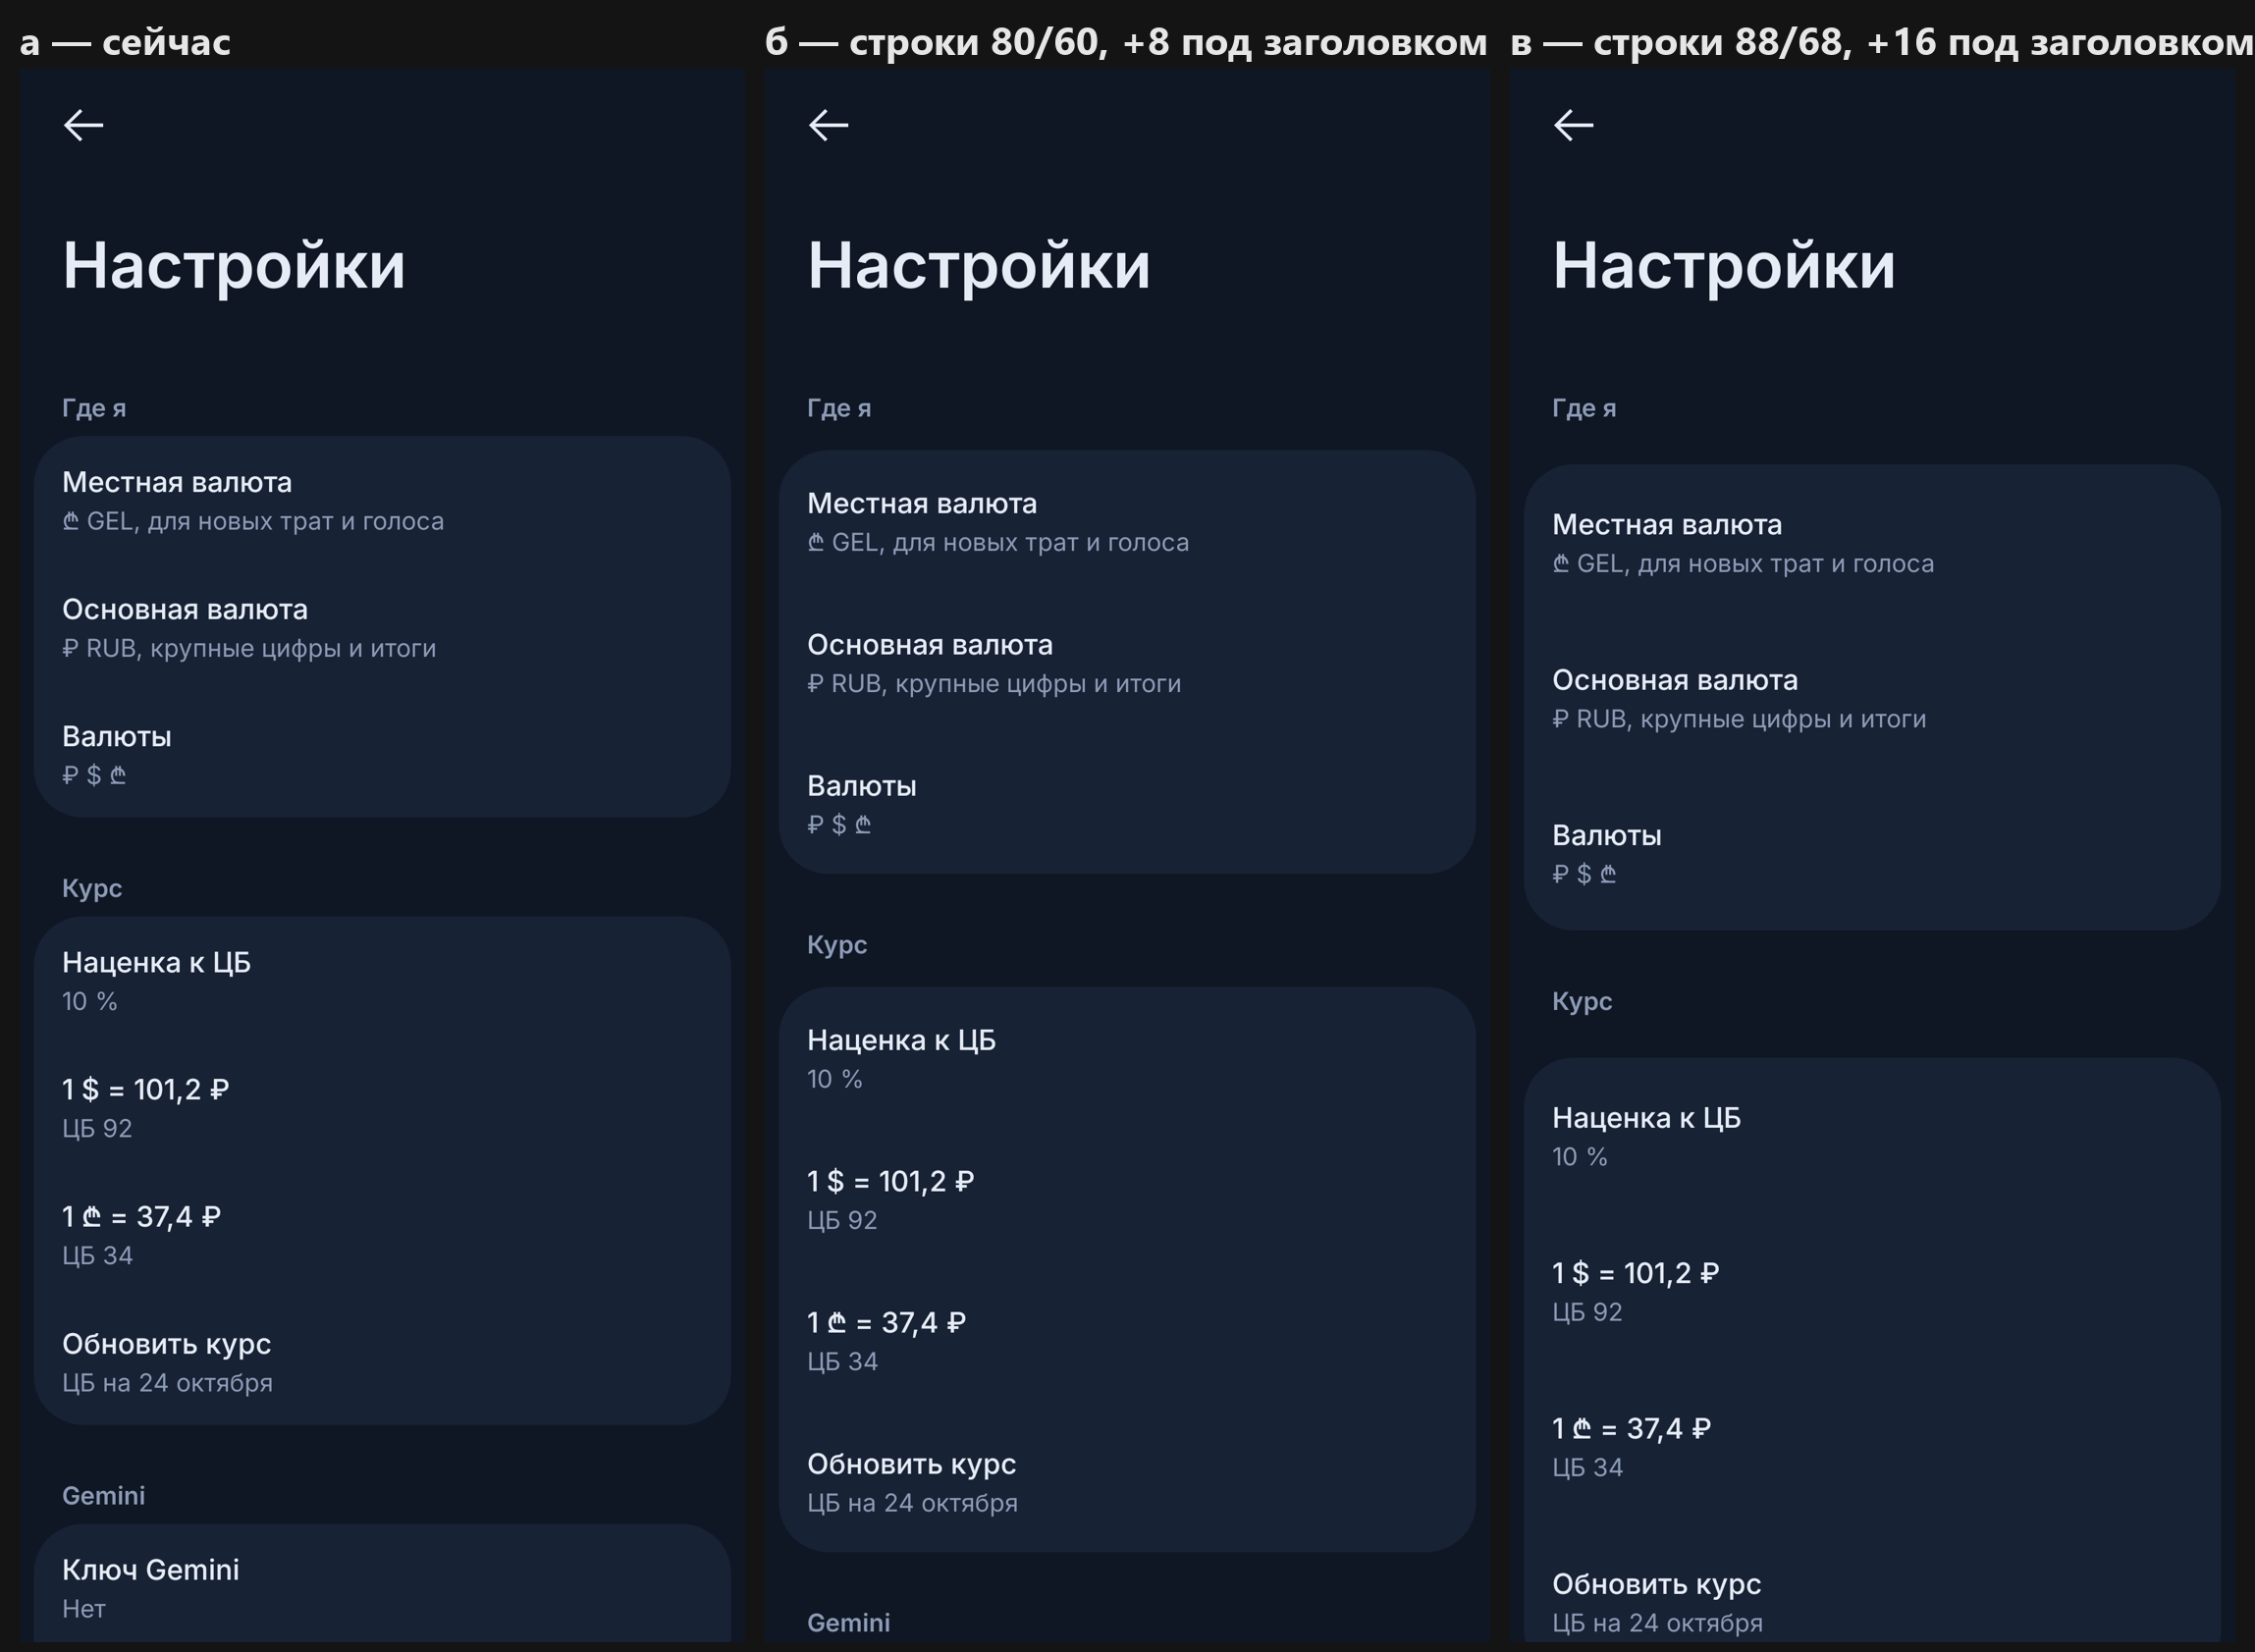 а — сейчас
Настройки
Где я
Местная валюта
₾ GEL, для новых трат и голоса
Основная валюта
₽ RUB, крупные цифры и итоги
Валюты
₽ $ ₾
Курс
Наценка к ЦБ
10 %
1 $ = 101,2 ₽
ЦБ 92
1 ₾ = 37,4 ₽
ЦБ 34
Обновить курс
ЦБ на 24 октября
Gemini
Ключ Gemini
Нет
б — строки 80/60, +8 под заголовком
Настройки
Где я
Местная валюта
₾ GEL, для новых трат и голоса
Основная валюта
₽ RUB, крупные цифры и итоги
Валюты
₽ $ ₾
Курс
Наценка к ЦБ
10 %
1 $ = 101,2 ₽
ЦБ 92
1 ₾ = 37,4 ₽
ЦБ 34
Обновить курс
ЦБ на 24 октября
Gemini
в — строки 88/68, +16 под заголовком
Настройки
Где я
Местная валюта
₾ GEL, для новых трат и голоса
Основная валюта
₽ RUB, крупные цифры и итоги
Валюты
₽ $ ₾
Курс
Наценка к ЦБ
10 %
1 $ = 101,2 ₽
ЦБ 92
1 ₾ = 37,4 ₽
ЦБ 34
Обновить курс
ЦБ на 24 октября